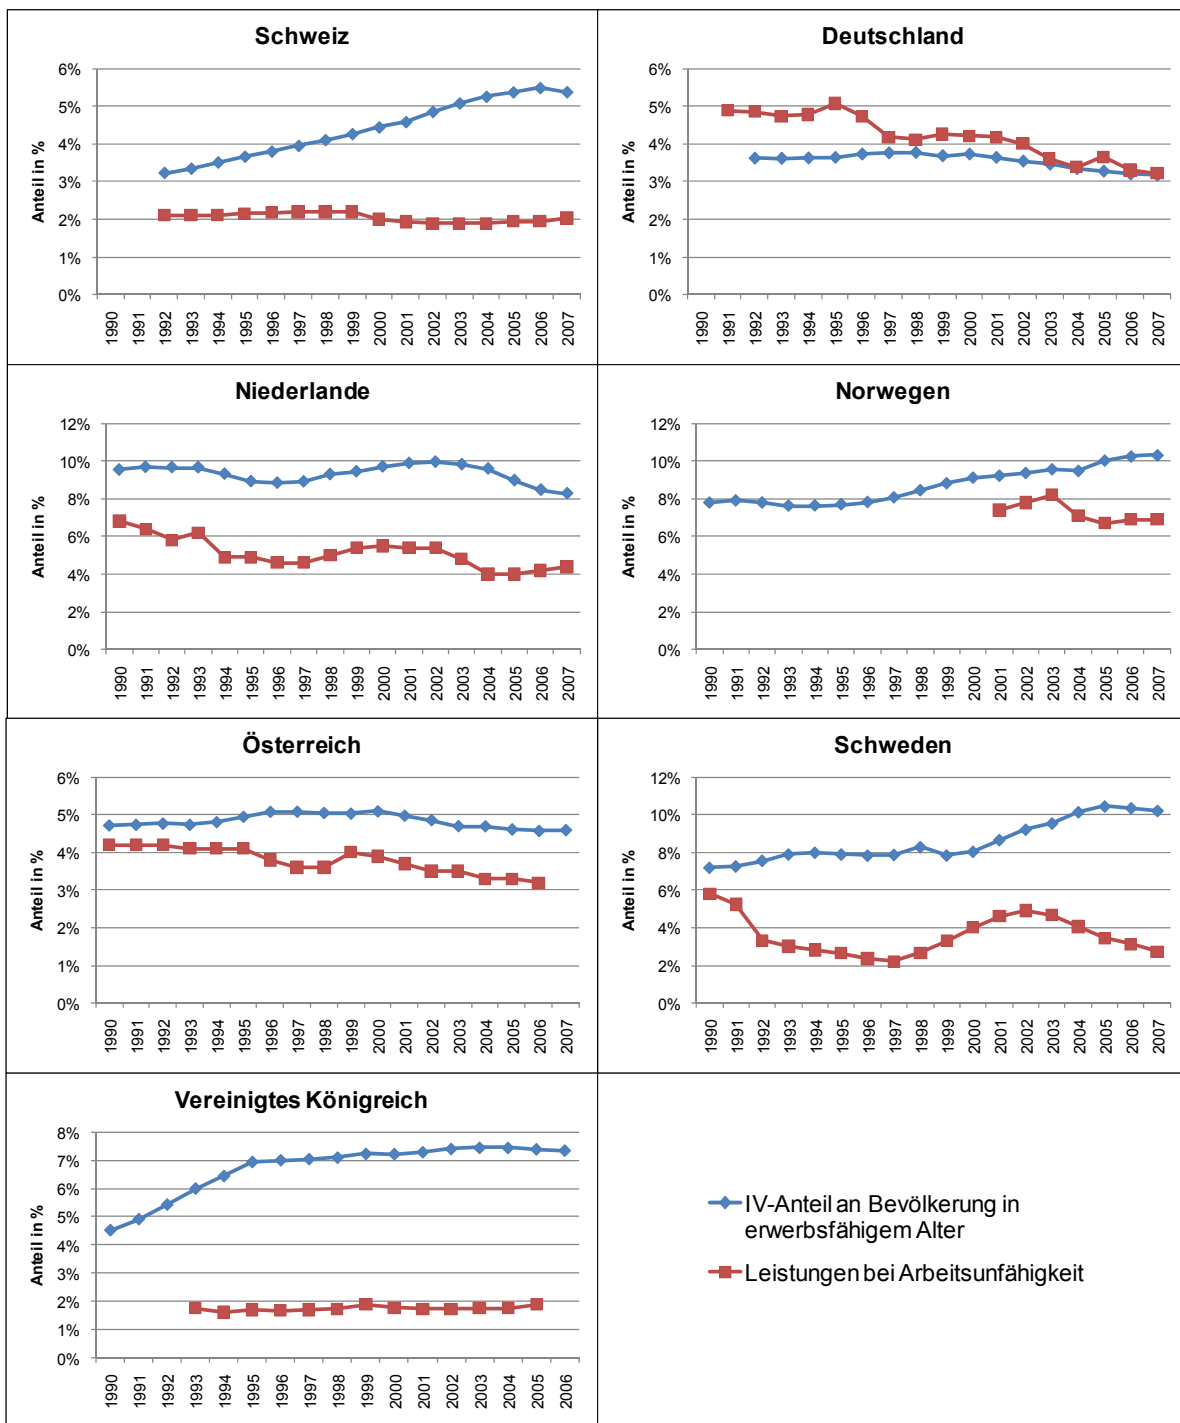 Schweiz
Anteil in %
6%
5%
4%
3%
2%
1%
0%
1990 1991 1992 1993 1994 1995 1996 1997 1998 1999 2000 2001 2002 2003 2004 2005 2006 2007
Deutschland
Anteil in %
6%
5%
4%
3%
2%
1%
0%
1990 1991 1992 1993 1994 1995 1996 1997 1998 1999 2000 2001 2002 2003 2004 2005 2006 2007
Niederlande
Anteil in %
12%
10%
8%
6%
4%
2%
0%
1990 1991 1992 1993 1994 1995 1996 1997 1998 1999 2000 2001 2002 2003 2004 2005 2006 2007
Norwegen
Anteil in %
12%
10%
8%
6%
4%
2%
0%
1990 1991 1992 1993 1994 1995 1996 1997 1998 1999 2000 2001 2002 2003 2004 2005 2006 2007
Österreich
Anteil in %
6%
5%
4%
3%
2%
1%
0%
1990 1991 1992 1993 1994 1995 1996 1997 1998 1999 2000 2001 2002 2003 2004 2005 2006 2007
Schweden
Anteil in %
12%
10%
8%
6%
4%
2%
0%
1990 1991 1992 1993 1994 1995 1996 1997 1998 1999 2000 2001 2002 2003 2004 2005 2006 2007
Vereinigtes Königreich
Anteil in %
8%
7%
6%
5%
4%
3%
2%
1%
0%
1990 1991 1992 1993 1994 1995 1996 1997 1998 1999 2000 2001 2002 2003 2004 2005 2006
IV-Anteil an Bevölkerung in
erwerbsfähigem Alter
Leistungen bei Arbeitsunfähigkeit